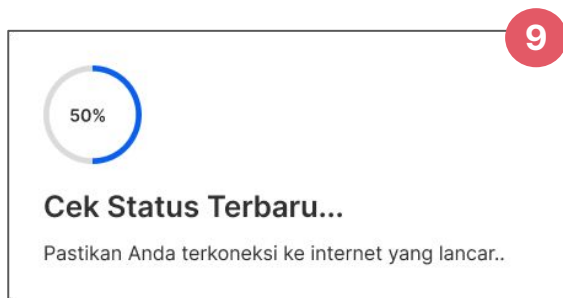 9
50%
Cek Status Terbaru...
Pastikan Anda terkoneksi ke internet yang lancar..